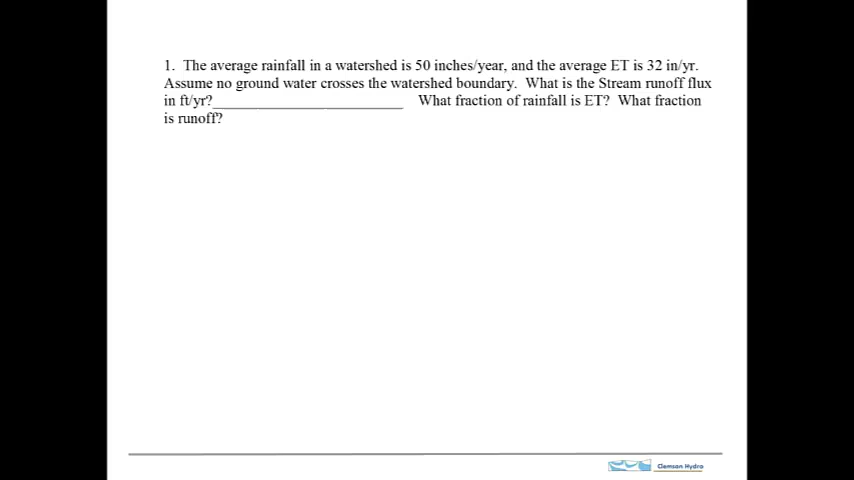 1. The average rainfall in a watershed is 50 inches/year, and the average ET is 32 in/yr.
Assume no ground water crosses the watershed boundary. What is the Stream runoff flux
in ft/yr?__________________________ What fraction of rainfall is ET? What fraction
is runoff?
Clemson Hydro